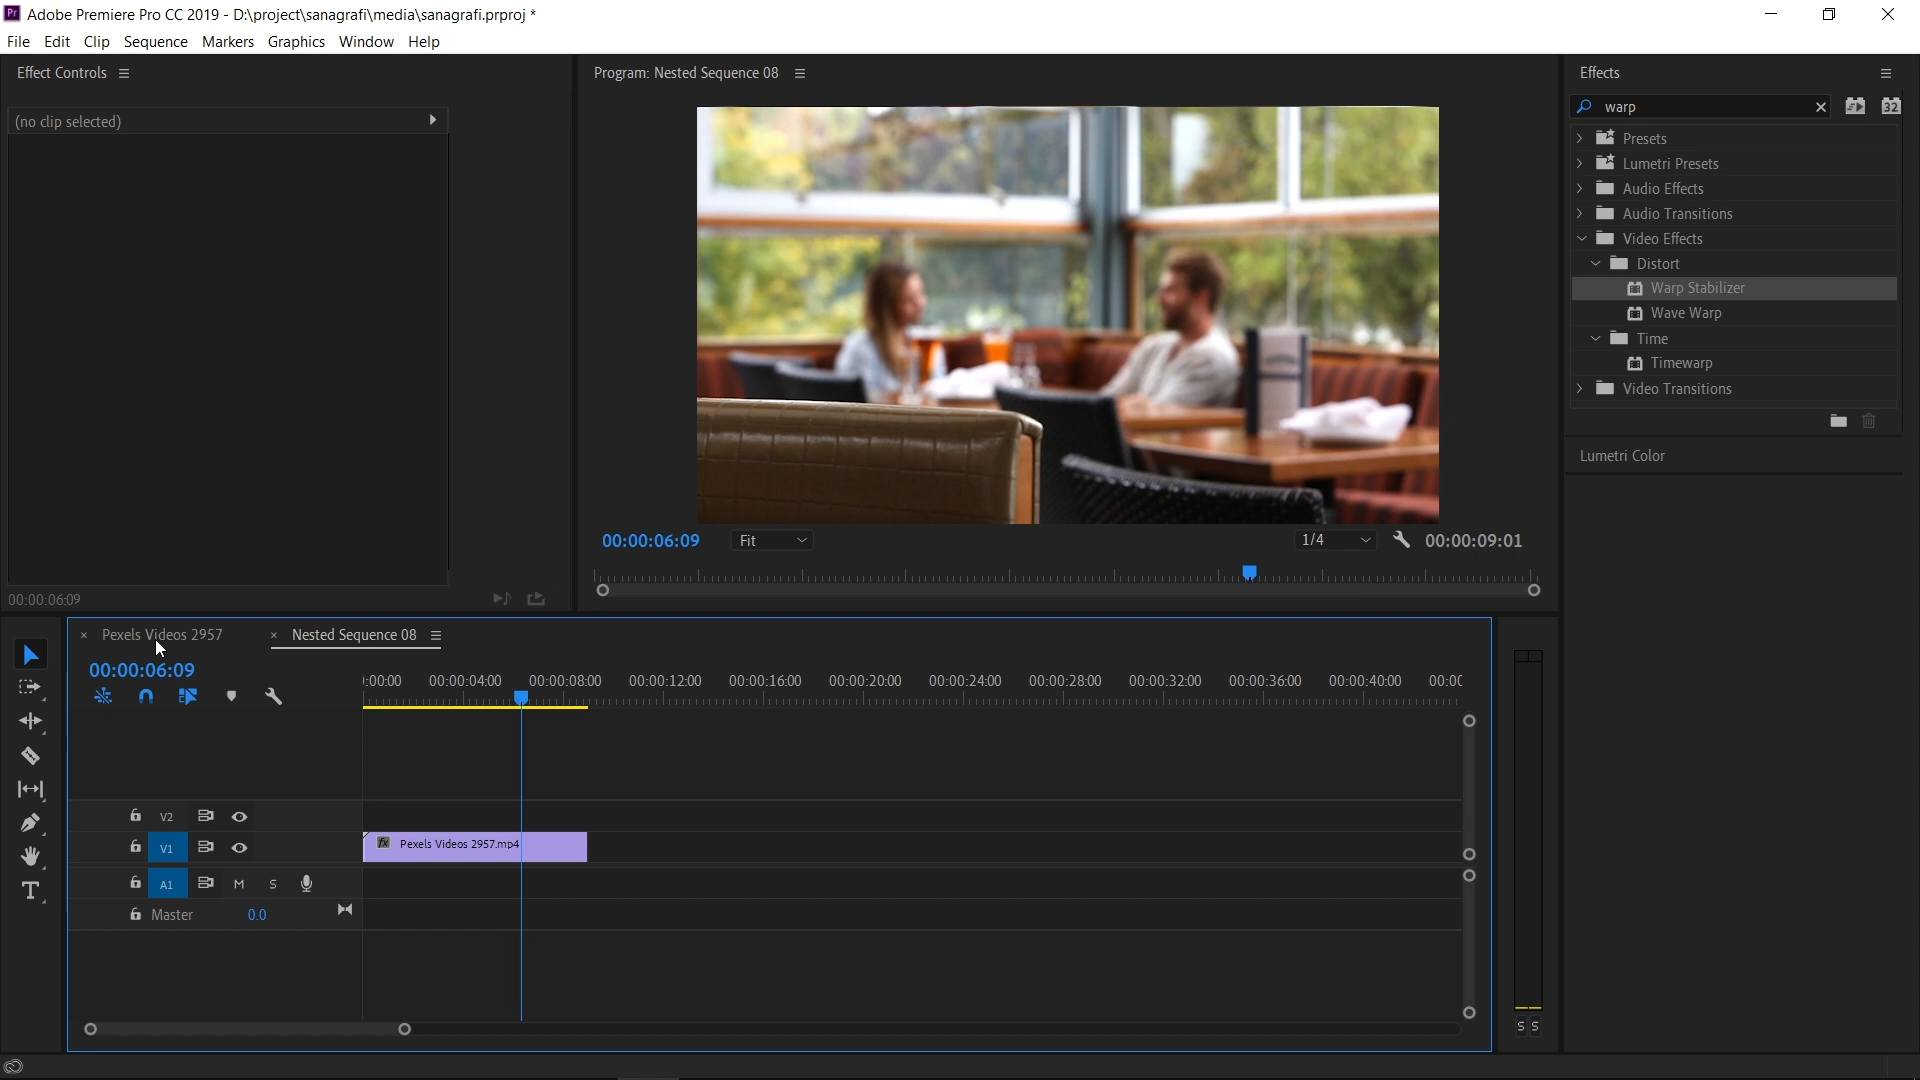 Pr Adobe Premiere Pro CC 2019 - D:\project\sanagrafi\media\sanagrafi.prproj *
File Edit Clip Sequence Markers Graphics Window Help
Effect Controls
(no clip selected)
00:00:06:09
Program: Nested Sequence 08
00:00:06:09 Fit 1/4 00:00:09:01
Effects
warp
32
Presets
Lumetri Presets
Audio Effects
Audio Transitions
Video Effects
Distort
Warp Stabilizer
Wave Warp
Time
Timewarp
Video Transitions
Lumetri Color
× Pexels Videos 2957 × Nested Sequence 08
00:00:06:09
:00:00 00:00:04:00 00:00:08:00 00:00:12:00 00:00:16:00 00:00:20:00 00:00:24:00 00:00:28:00 00:00:32:00 00:00:36:00 00:00:40:00 00:00
V2
V1 fx Pexels Videos 2957.mp4
A1 M S
Master 0.0
S S